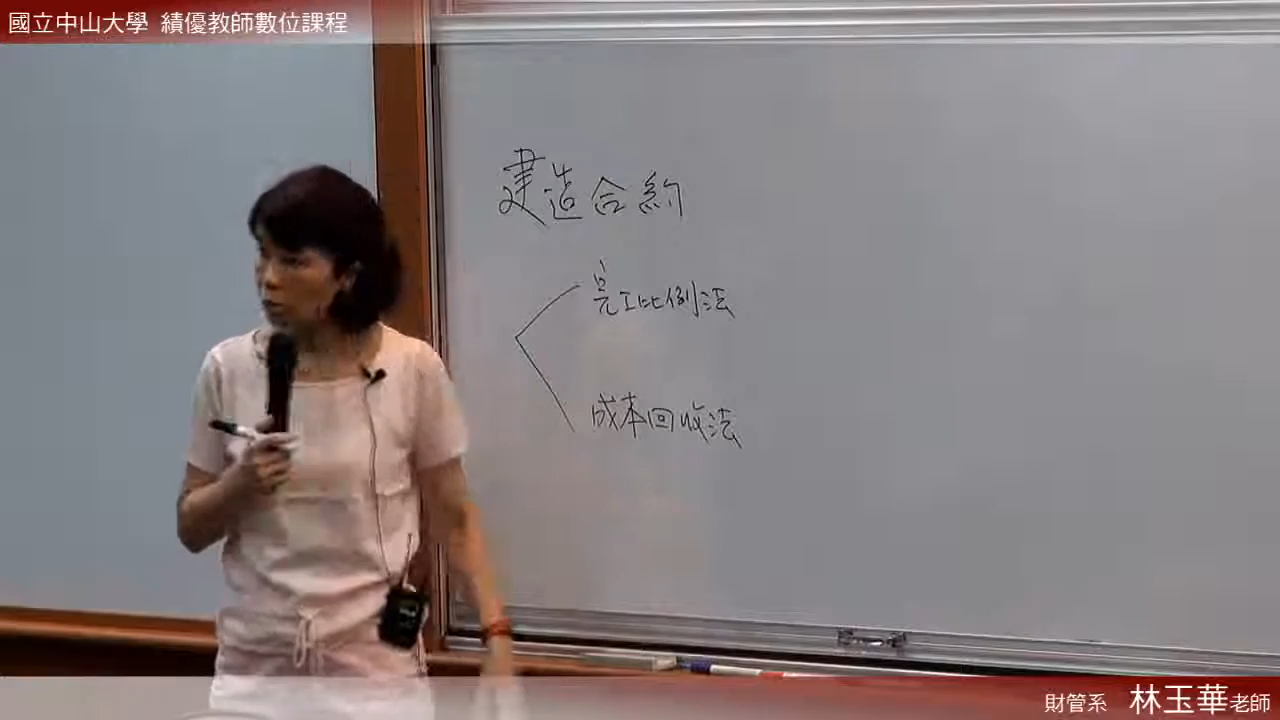 國立中山大學 績優教師數位課程
建造合約
完工比例法
成本回收法
財管系 林玉華老師